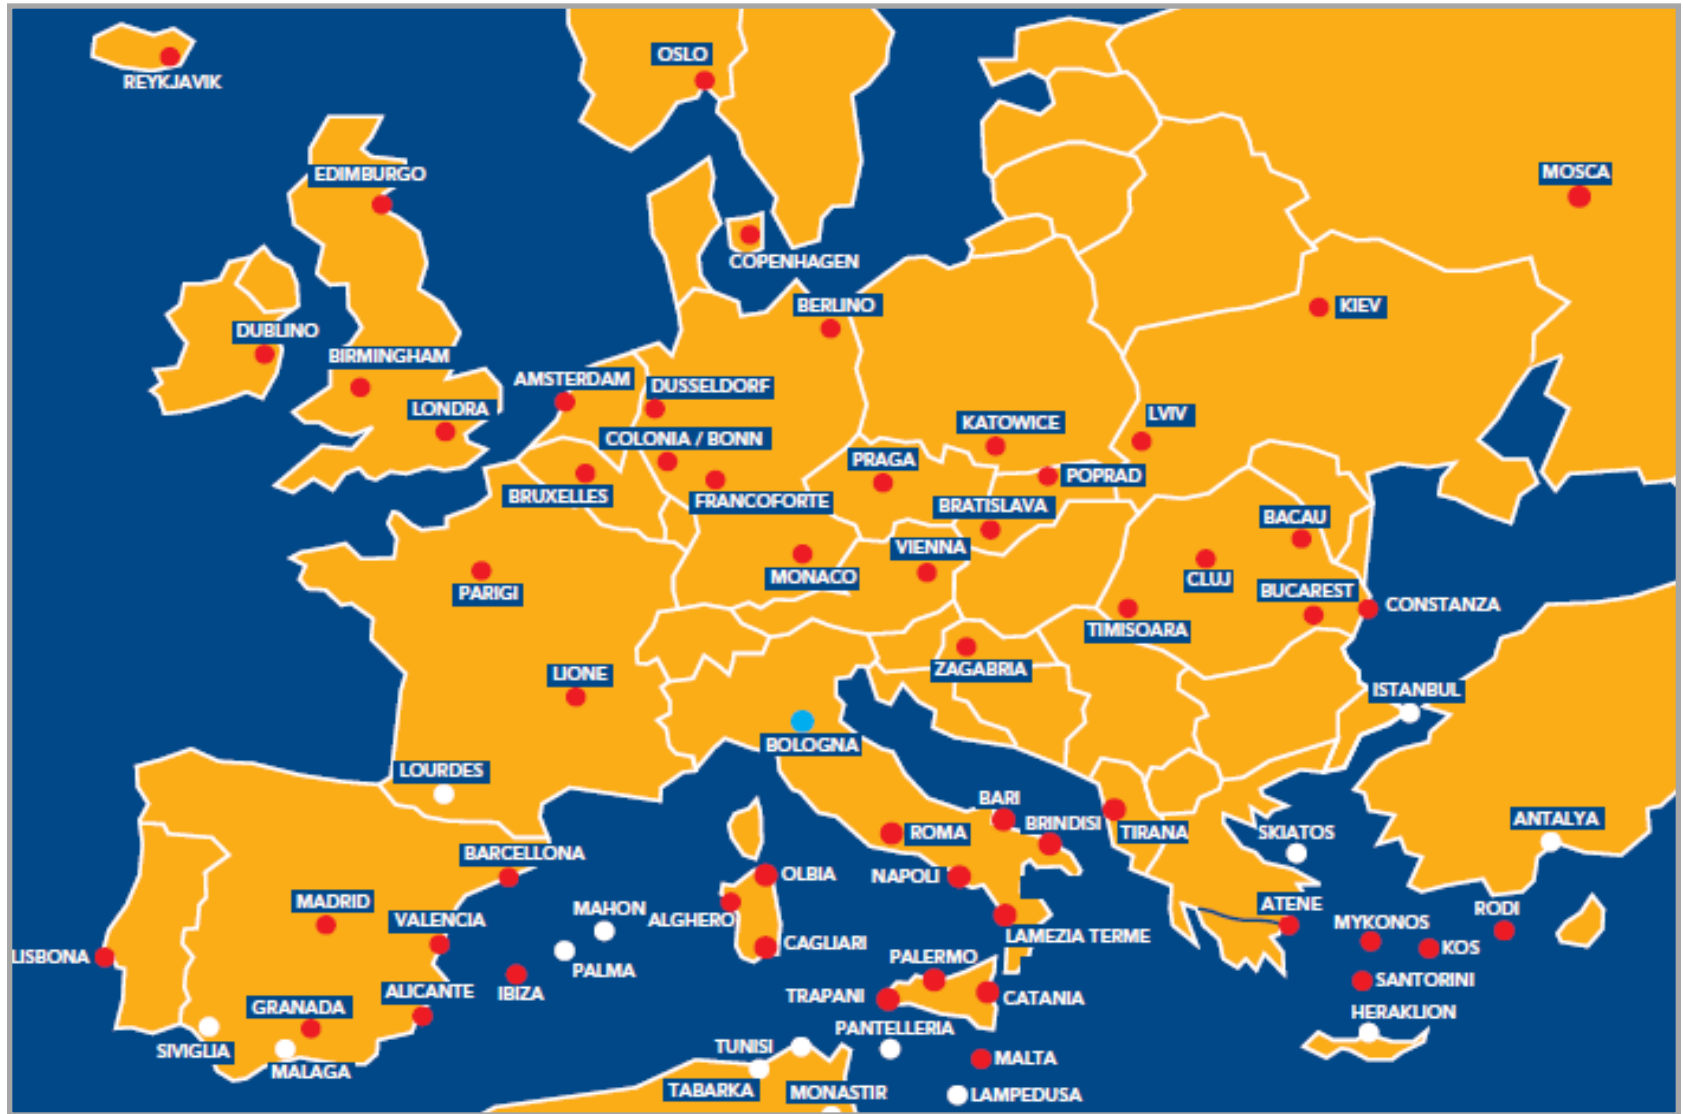 REYKJAVIK
OSLO
EDIMBURGO
MOSCA
COPENHAGEN
BERLINO
KIEV
DUBLINO
BIRMINGHAM
AMSTERDAM
DUSSELDORF
LONDRA
LVIV
KATOWICE
COLONIA / BONN
PRAGA
POPRAD
BRUXELLES
FRANCOFORTE
BRATISLAVA
BACAU
VIENNA
MONACO
CLUJ
PARIGI
BUCAREST
CONSTANZA
TIMISOARA
ZAGABRIA
LIONE
ISTANBUL
BOLOGNA
LOURDES
BARI
BRINDISI
TIRANA
ROMA
SKIATOS
ANTALYA
BARCELLONA
OLBIA
NAPOLI
MADRID
VALENCIA
MAHON
ALGHERO
ATENE
RODI
MYKONOS
LAMEZIA TERME
CAGLIARI
KOS
LISBONA
PALERMO
PALMA
SANTORINI
ALICANTE
IBIZA
TRAPANI
CATANIA
GRANADA
HERAKLION
PANTELLERIA
SIVIGLIA
TUNISI
MALTA
MALAGA
TABARKA
MONASTIR
LAMPEDUSA